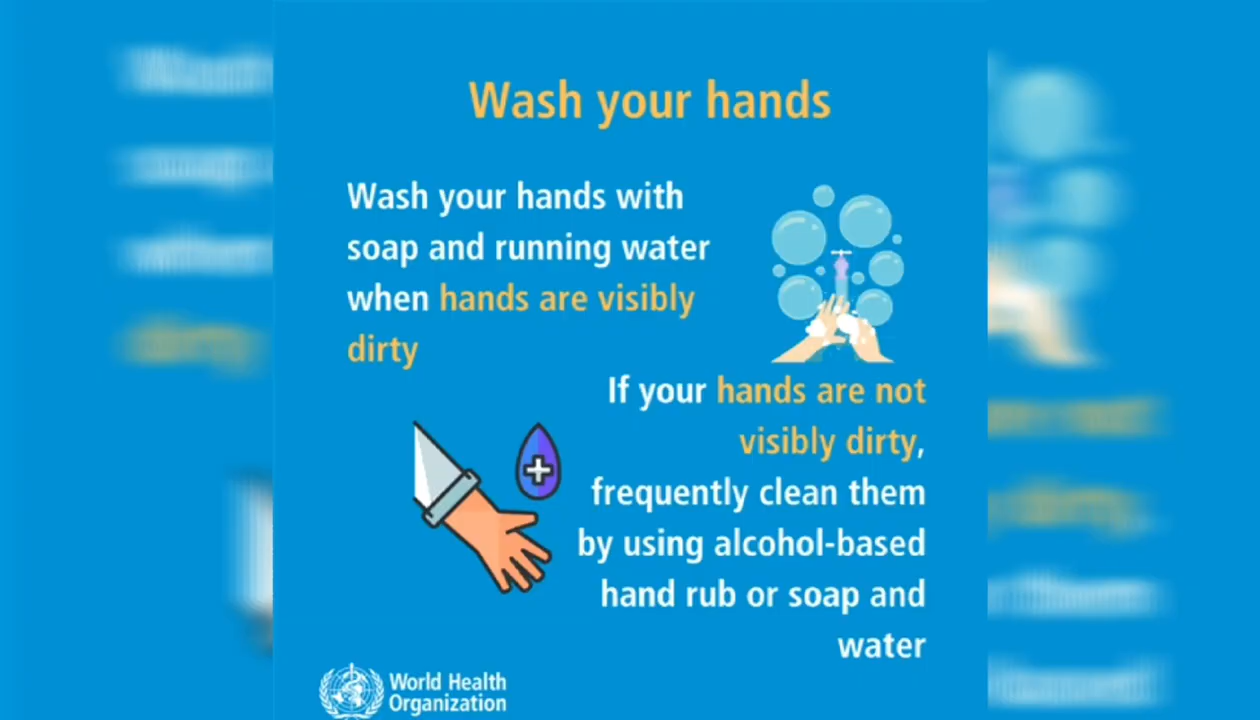 Wash your hands
Wash your hands with
soap and running water
when hands are visibly
dirty
If your hands are not
visibly dirty,
frequently clean them
by using alcohol-based
hand rub or soap and
water
World Health
Organization